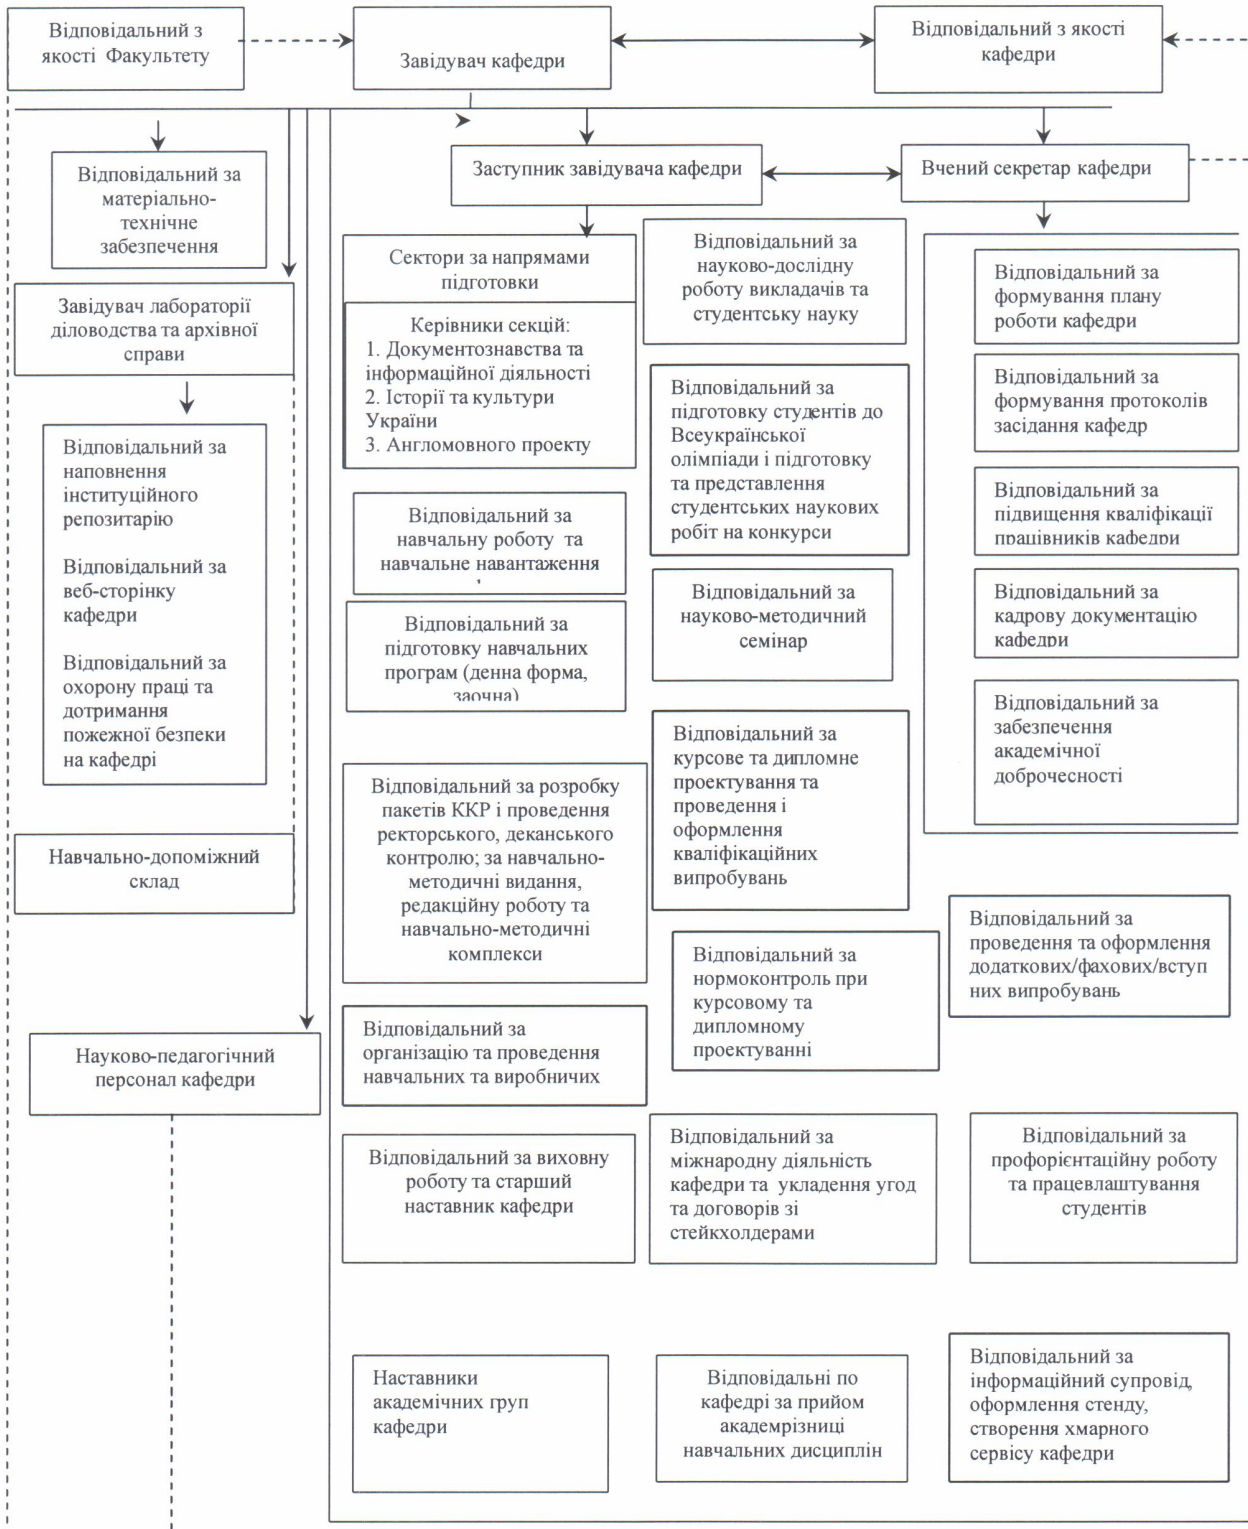 Відповідальний з
якості Факультету
Завідувач кафедри
Відповідальний з якості
кафедри
Відповідальний за
матеріально-
технічне
забезпечення
Заступник завідувача кафедри
Вчений секретар кафедри
Завідувач лабораторії
діловодства та архівної
справи
Відповідальний за
наповнення
інституційного
репозитарію
Відповідальний за
веб-сторінку
кафедри
Відповідальний за
охорону праці та
дотримання
пожежної безпеки
на кафедрі
Навчально-допоміжний
склад
Науково-педагогічний
персонал кафедри
Сектори за напрямами
підготовки
Керівники секцій:
1. Документознавства та
інформаційної діяльності
2. Історії та культури
України
3. Англомовного проекту
Відповідальний за
навчальну роботу та
навчальне навантаження
Відповідальний за
підготовку навчальних
програм (денна форма,
заочна)
Відповідальний за розробку
пакетів ККР і проведення
ректорського, деканського
контролю; за навчально-
методичні видання,
редакційну роботу та
навчально-методичні
комплекси
Відповідальний за
організацію та проведення
навчальних та виробничих
Відповідальний за виховну
роботу та старший
наставник кафедри
Наставники
академічних груп
кафедри
Відповідальний за
науково-дослідну
роботу викладачів та
студентську науку
Відповідальний за
підготовку студентів до
Всеукраїнської
олімпіади і підготовку
та представлення
студентських наукових
робіт на конкурси
Відповідальний за
науково-методичний
семінар
Відповідальний за
курсове та дипломне
проектування та
проведення і
оформлення
кваліфікаційних
випробувань
Відповідальний за
нормоконтроль при
курсовому та
дипломному
проектуванні
Відповідальний за
міжнародну діяльність
кафедри та укладення угод
та договорів зі
стейкхолдерами
Відповідальні по
кафедрі за прийом
академрізниці
навчальних дисциплін
Відповідальний за
формування плану
роботи кафедри
Відповідальний за
формування протоколів
засідання кафедр
Відповідальний за
підвищення кваліфікації
працівників кафедри
Відповідальний за
кадрову документацію
кафедри
Відповідальний за
забезпечення
академічної
доброчесності
Відповідальний за
проведення та оформлення
додаткових/фахових/вступ
них випробувань
Відповідальний за
профорієнтаційну роботу
та працевлаштування
студентів
Відповідальний за
інформаційний супровід,
оформлення стенду,
створення хмарного
сервісу кафедри